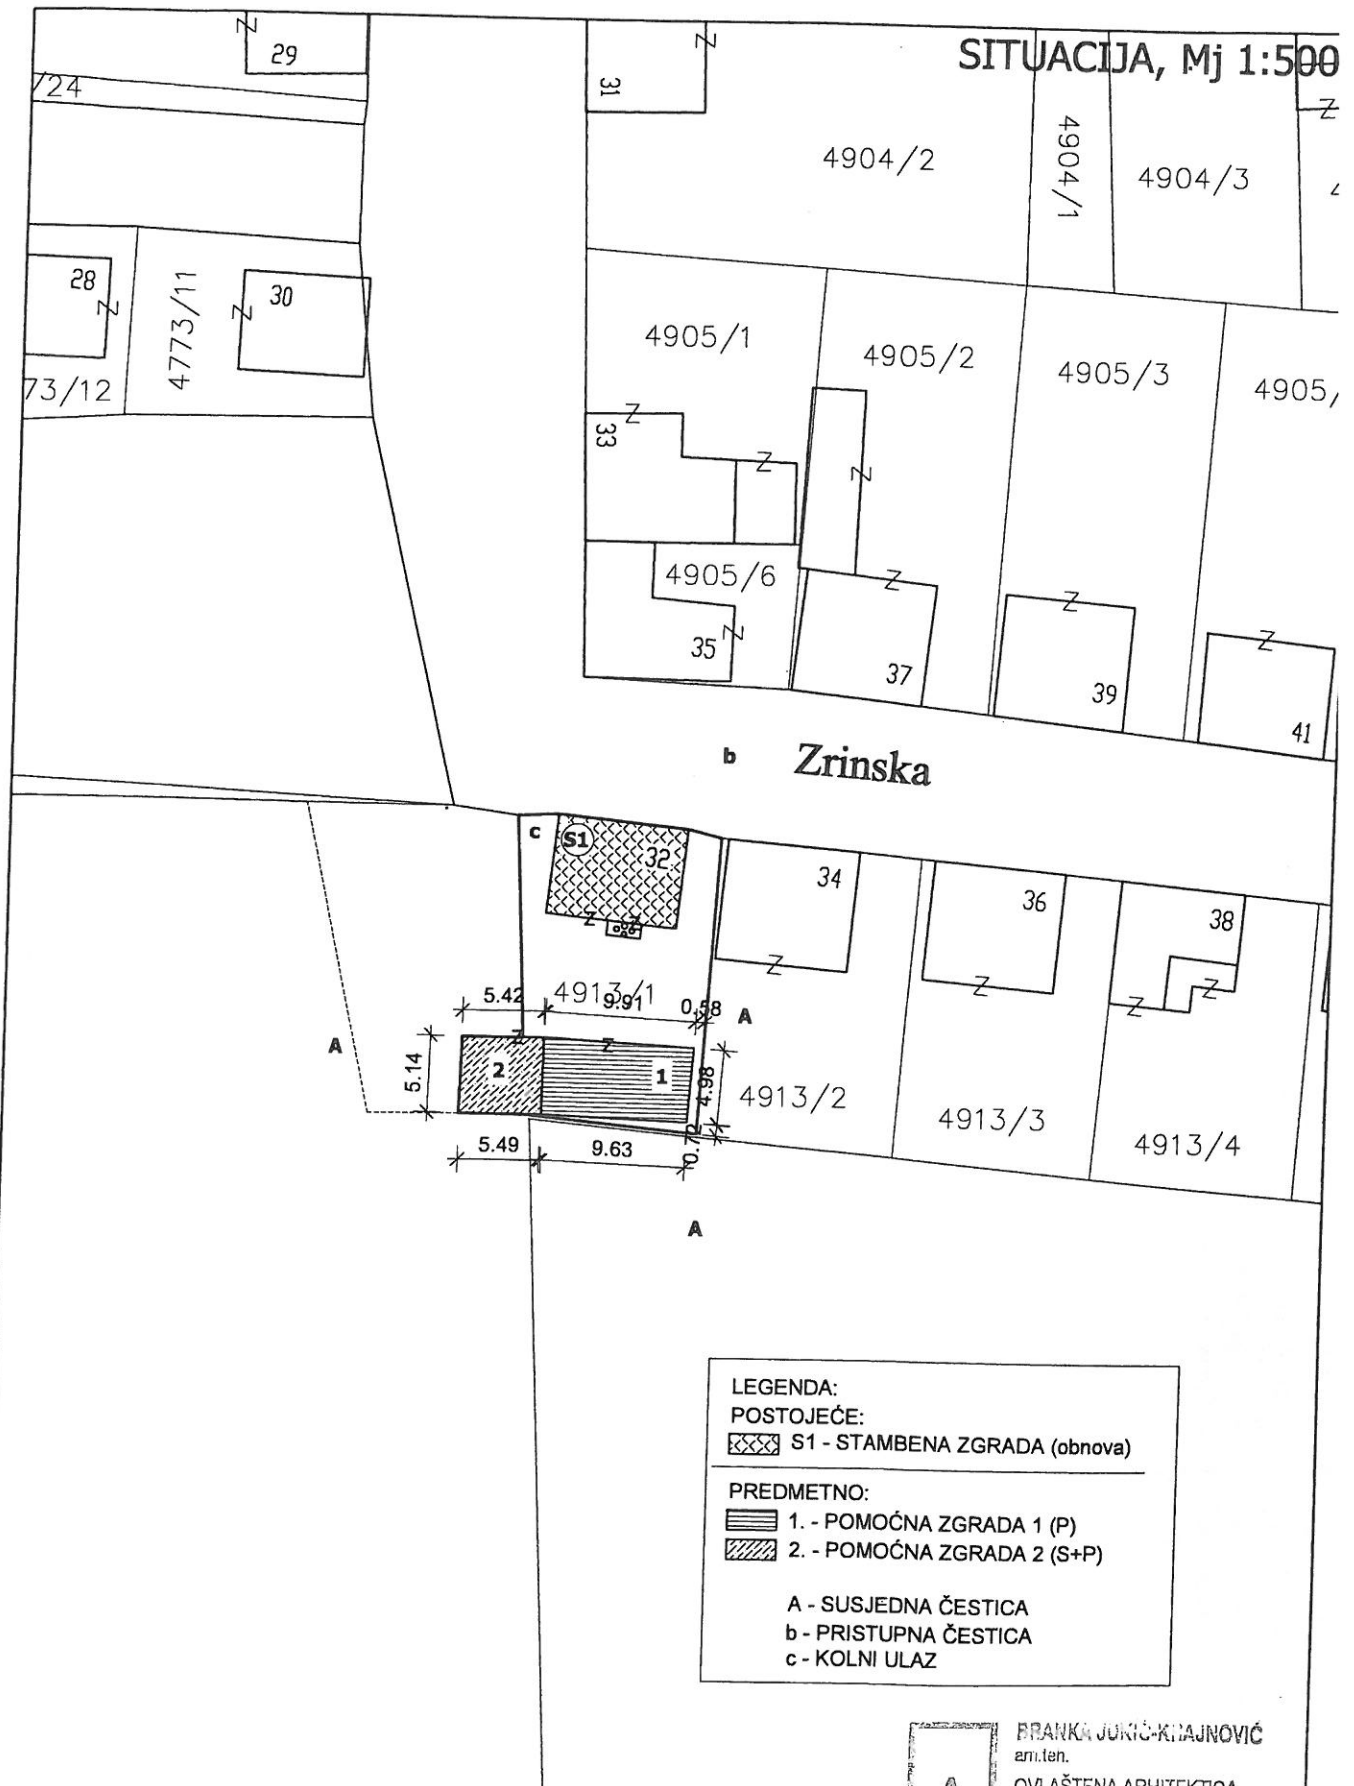 SITUACIJA, Mj 1:500
29
/24
31
4904/2
4904/1
4904/3
28
4773/11
30
73/12
4905/1
4905/2
4905/3
4905/
33
4905/6
35
37
39
41
b Zrinska
c S1 32
34
36
38
5.42 4913/1 9.91 0.58 A
A
5.14
2
1
4.98
4913/2
4913/3
4913/4
5.49 9.63 0.72
A
LEGENDA:
POSTOJEĆE:
S1 - STAMBENA ZGRADA (obnova)
PREDMETNO:
1. - POMOĆNA ZGRADA 1 (P)
2. - POMOĆNA ZGRADA 2 (S+P)
A - SUSJEDNA ČESTICA
b - PRISTUPNA ČESTICA
c - KOLNI ULAZ
BRANKA